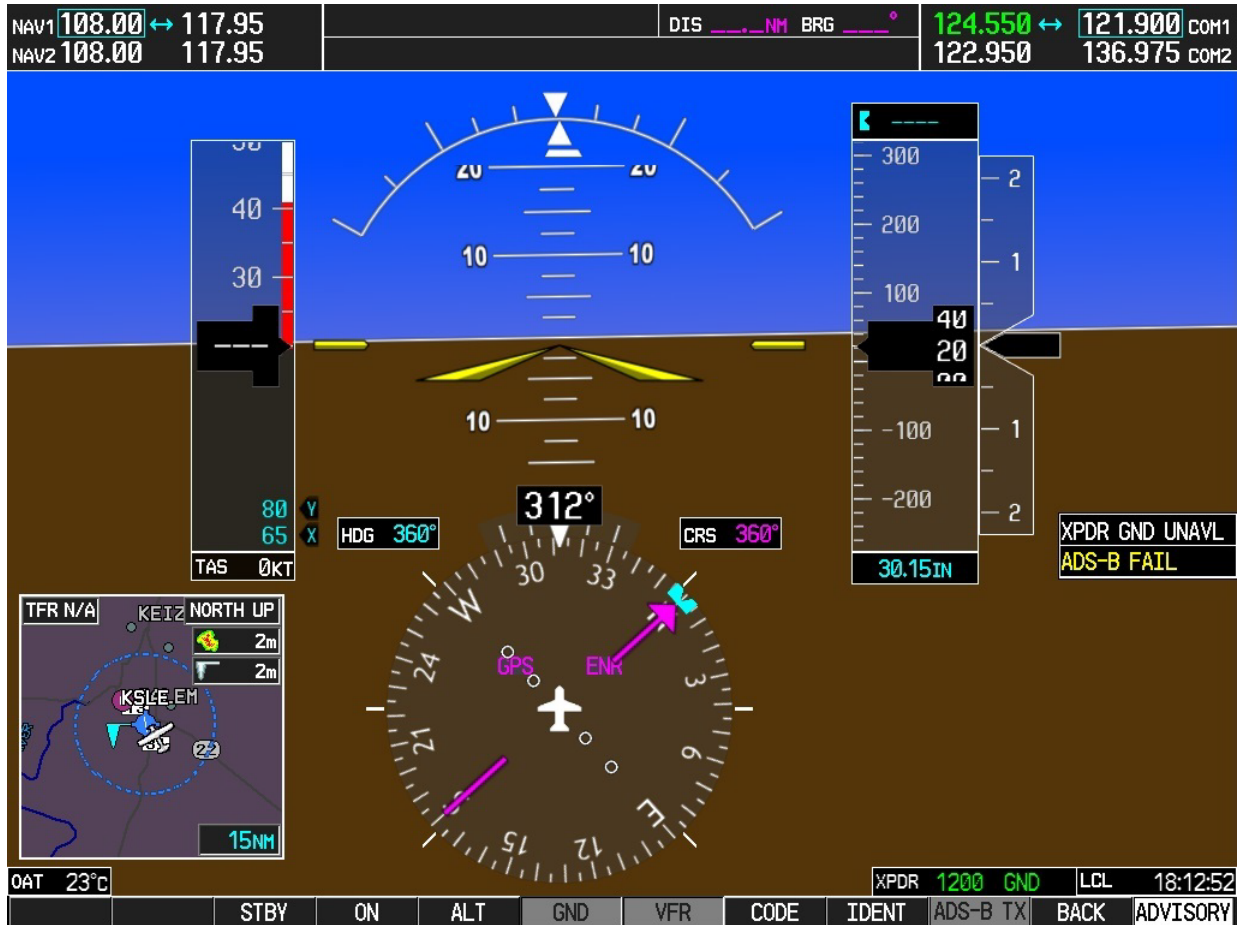 NAV1 108.00 ↔ 117.95
NAV2 108.00 117.95
DIS __._NM BRG ___°
124.550 ↔ 121.900 COM1
122.950 136.975 COM2
40
30
---
80 Y
65 X
TAS 0KT
20 20
10 10
10 10
----
300
200
100
40
20
-100
-200
2
1
1
2
30.15IN
312°
HDG 360°
CRS 360°
XPDR GND UNAVL
ADS-B FAIL
30 33 3 6 E 12 15 21 24 W
GPS ENR
TFR N/A
NORTH UP
KEIZ
2m
2m
KSLE
EM
22
15NM
OAT 23°C
XPDR 1200 GND LCL 18:12:52
STBY ON ALT GND VFR CODE IDENT ADS-B TX BACK ADVISORY